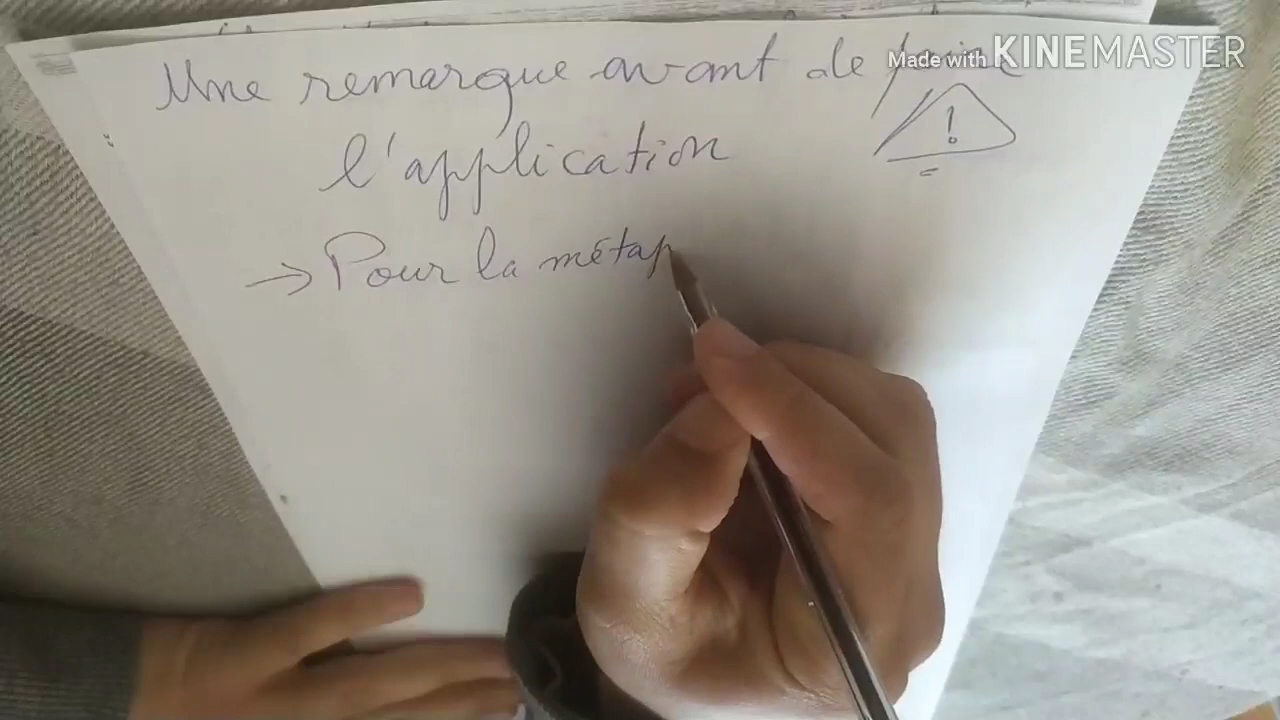 Made with KINEMASTER
Une remarque avant de faire
l'application
!
→ Pour la métap